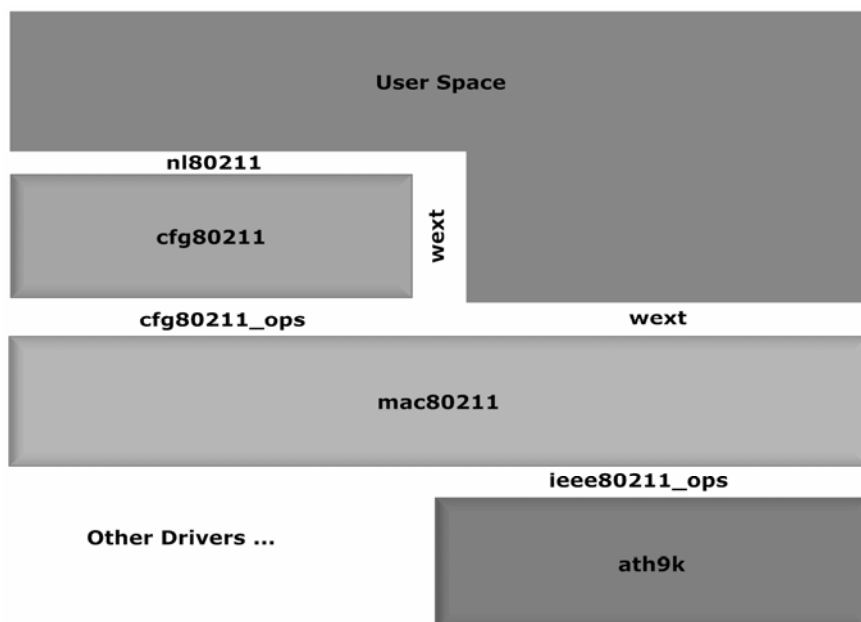 User Space
nl80211
cfg80211
wext
cfg80211_ops
wext
mac80211
ieee80211_ops
Other Drivers ...
ath9k